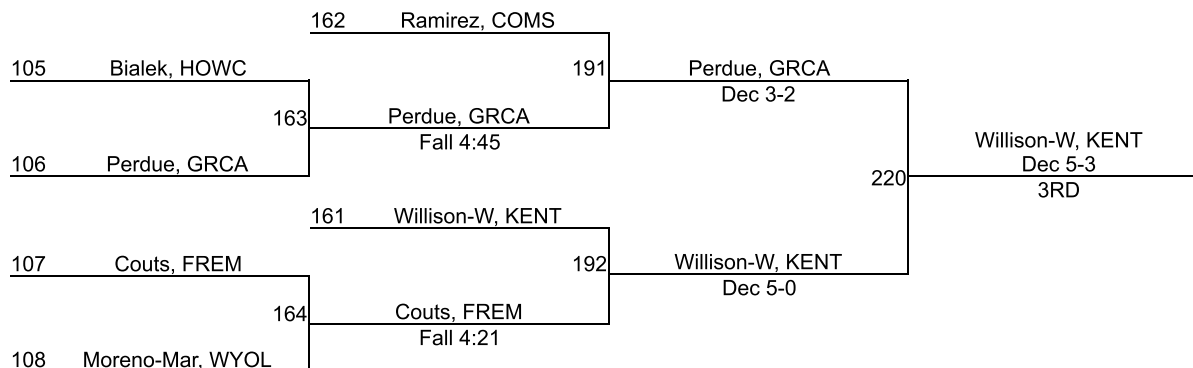 162 Ramirez, COMS
105 Bialek, HOWC
191 Perdue, GRCA
Dec 3-2
163 Perdue, GRCA
Fall 4:45
106 Perdue, GRCA
Willison-W, KENT
Dec 5-3
220
3RD
161 Willison-W, KENT
107 Couts, FREM
192 Willison-W, KENT
Dec 5-0
164 Couts, FREM
Fall 4:21
108 Moreno-Mar, WYOL